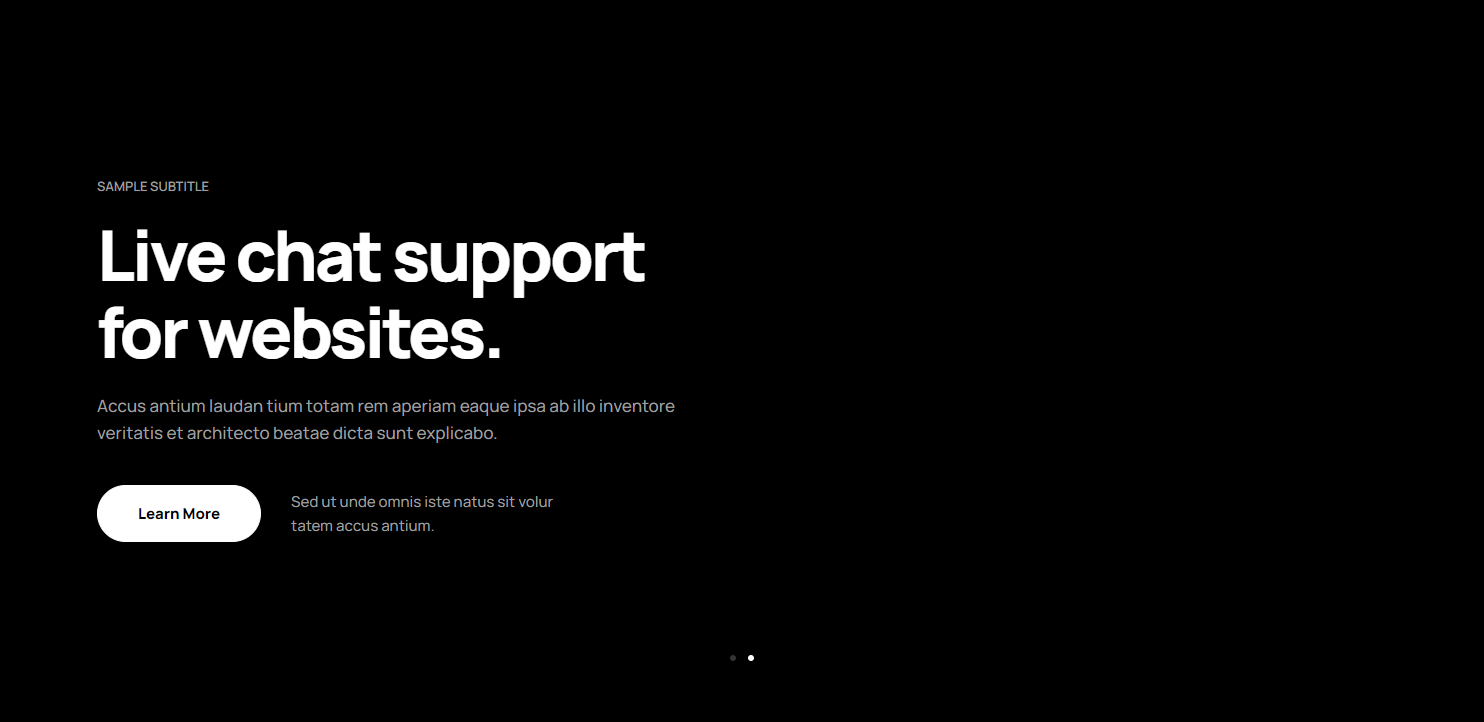 SAMPLE SUBTITLE
Live chat support
for websites.
Accus antium laudan tium totam rem aperiam eaque ipsa ab illo inventore
veritatis et architecto beatae dicta sunt explicabo.
Learn More
Sed ut unde omnis iste natus sit volur
tatem accus antium.